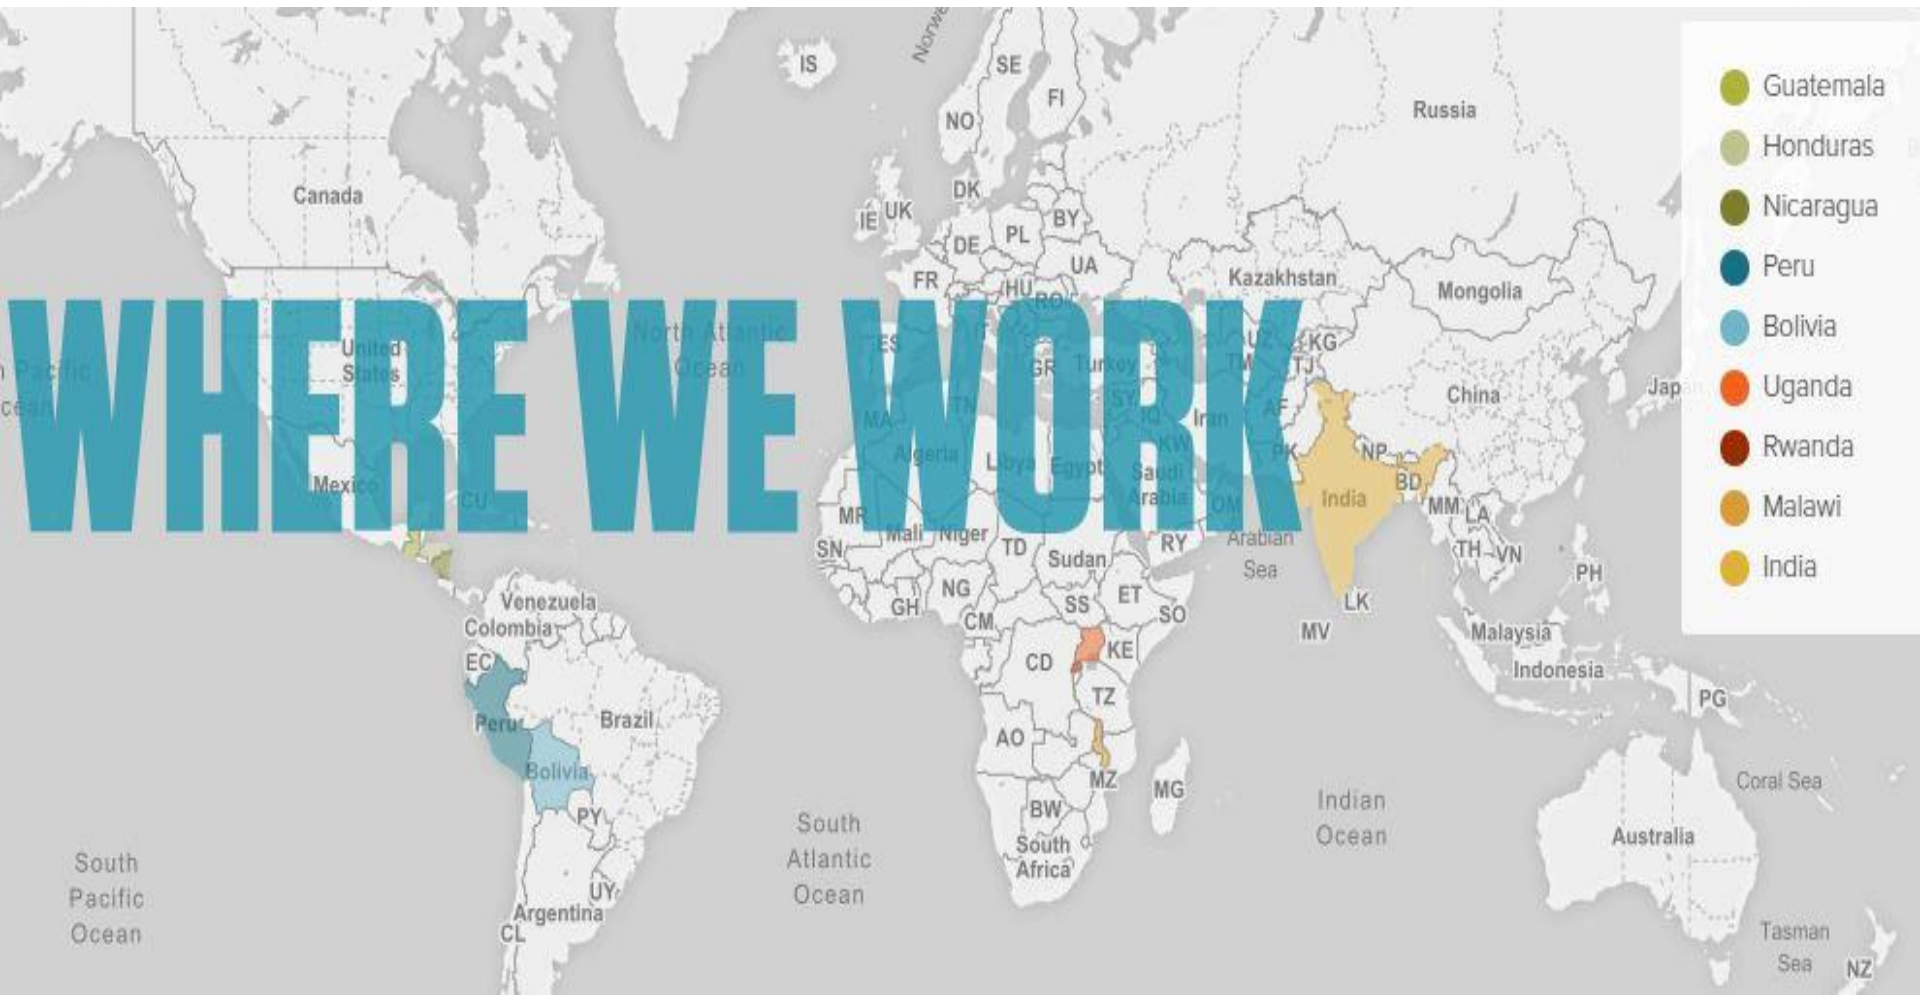 WHERE WE WORK
Guatemala
Honduras
Nicaragua
Peru
Bolivia
Uganda
Rwanda
Malawi
India
IS
SE
FI
NO
Russia
Canada
DK
IE
UK
BY
PL
DE
UA
FR
HU
RO
Kazakhstan
Mongolia
United
States
North Atlantic
Ocean
Pacific
ES
IT
GR
Turkey
UZ
KG
TM
TJ
China
MA
TN
SY
IQ
Iran
AF
Algeria
Libya
Egypt
KW
Saudi
Arabia
PK
NP
BD
Mexico
CU
OM
India
MM
LA
MR
Mali
Niger
TD
Sudan
RY
Arabian
Sea
SN
TH
VN
PH
NG
GH
CM
SS
ET
SO
LK
MV
Venezuela
Colombia
EC
CD
KE
Malaysia
Indonesia
PG
Peru
Brazil
TZ
AO
Bolivia
MZ
MG
BW
PY
South
Africa
Indian
Ocean
Coral Sea
Australia
South
Atlantic
Ocean
South
Pacific
Ocean
UY
Argentina
CL
Tasman
Sea
NZ